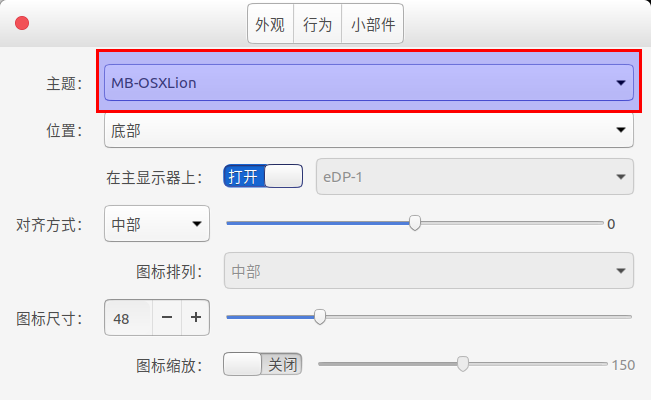 外观 行为 小部件
主题： MB-OSXLion
位置： 底部
在主显示器上： 打开 eDP-1
对齐方式： 中部 0
图标排列： 中部
图标尺寸： 48 − +
图标缩放： 关闭 150